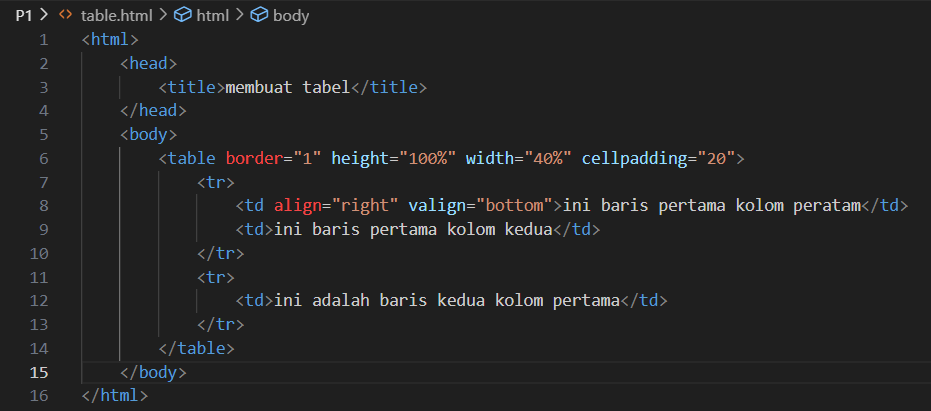 P1 > <> table.html > html > body
1 <html>
2 <head>
3 <title>membuat tabel</title>
4 </head>
5 <body>
6 <table border="1" height="100%" width="40%" cellpadding="20">
7 <tr>
8 <td align="right" valign="bottom">ini baris pertama kolom peratam</td>
9 <td>ini baris pertama kolom kedua</td>
10 </tr>
11 <tr>
12 <td>ini adalah baris kedua kolom pertama</td>
13 </tr>
14 </table>
15 </body>
16 </html>